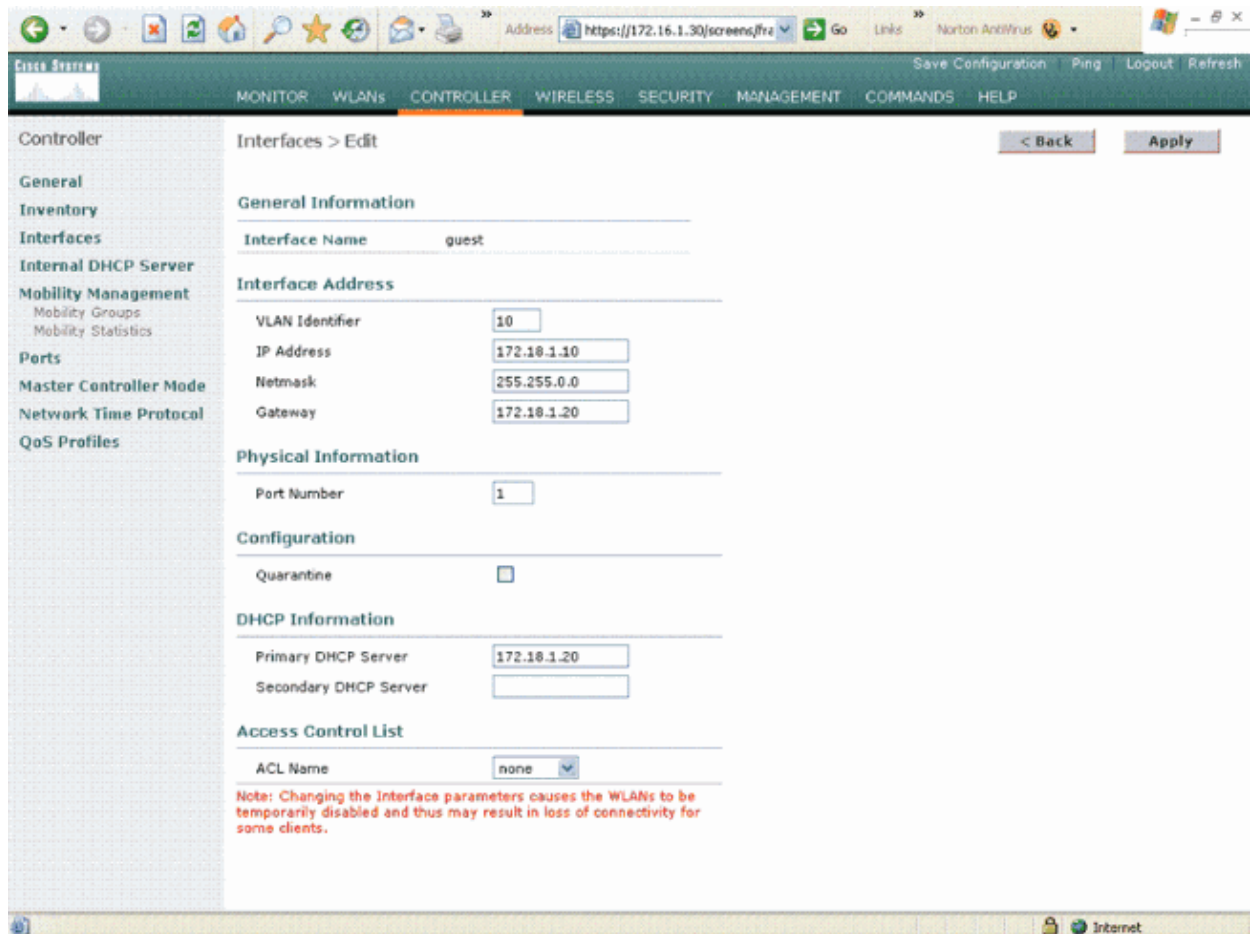 Address https://172.16.1.30/screens/fra Go Links Norton AntiVirus
CISCO SYSTEMS
Save Configuration Ping Logout Refresh
MONITOR WLANs CONTROLLER WIRELESS SECURITY MANAGEMENT COMMANDS HELP
Controller
General
Inventory
Interfaces
Internal DHCP Server
Mobility Management
Mobility Groups
Mobility Statistics
Ports
Master Controller Mode
Network Time Protocol
QoS Profiles
Interfaces > Edit
< Back Apply
General Information
Interface Name guest
Interface Address
VLAN Identifier 10
IP Address 172.18.1.10
Netmask 255.255.0.0
Gateway 172.18.1.20
Physical Information
Port Number 1
Configuration
Quarantine
DHCP Information
Primary DHCP Server 172.18.1.20
Secondary DHCP Server
Access Control List
ACL Name none
Note: Changing the Interface parameters causes the WLANs to be
temporarily disabled and thus may result in loss of connectivity for
some clients.
Internet